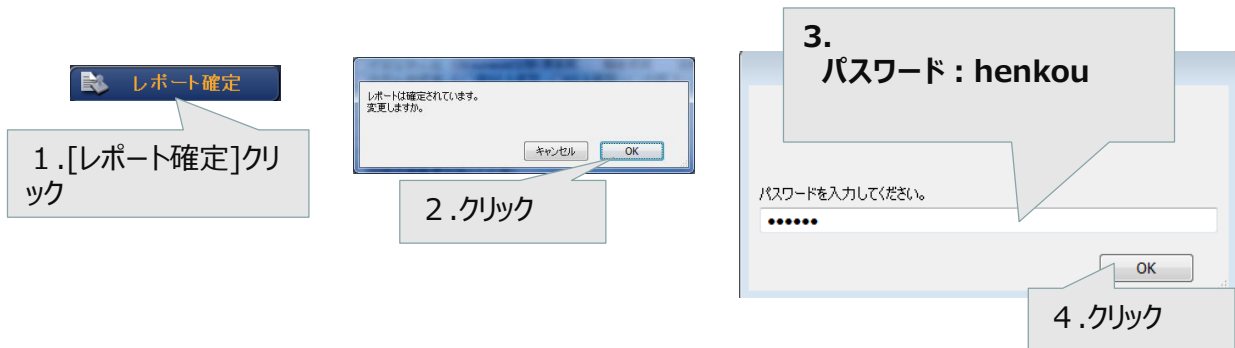 レポート確定
１.[レポート確定]クリ
ック
レポートは確定されています。
変更しますか。
キャンセル
OK
２.クリック
3.
パスワード：henkou
パスワードを入力してください。
••••••
OK
４.クリック